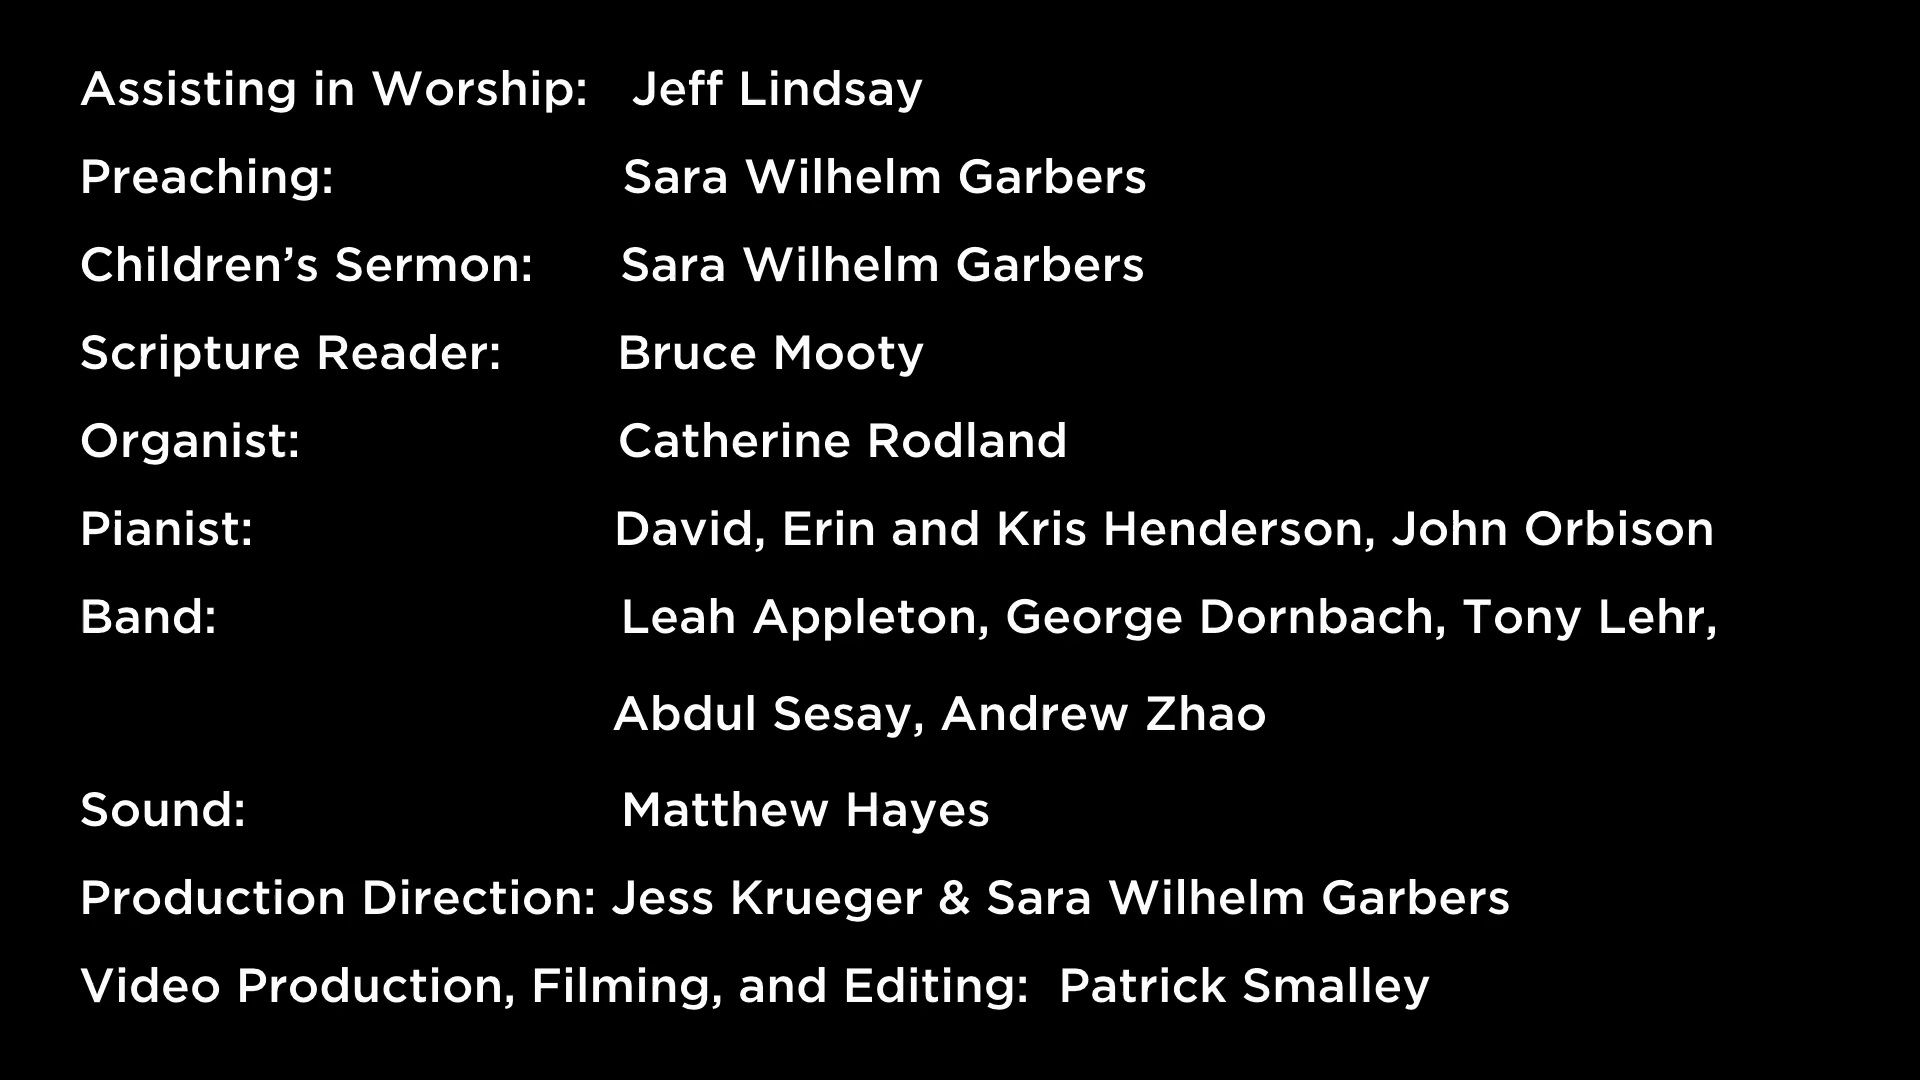 Assisting in Worship: Jeff Lindsay
Preaching: Sara Wilhelm Garbers
Children’s Sermon: Sara Wilhelm Garbers
Scripture Reader: Bruce Mooty
Organist: Catherine Rodland
Pianist: David, Erin and Kris Henderson, John Orbison
Band: Leah Appleton, George Dornbach, Tony Lehr,
Abdul Sesay, Andrew Zhao
Sound: Matthew Hayes
Production Direction: Jess Krueger & Sara Wilhelm Garbers
Video Production, Filming, and Editing: Patrick Smalley